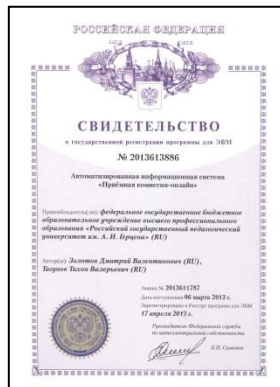 РОССИЙСКАЯ ФЕДЕРАЦИЯ
СВИДЕТЕЛЬСТВО
о государственной регистрации программы для ЭВМ
№ 2013613886
Автоматизированная информационная система
«Приёмная комиссия-онлайн»
Правообладатель(ли): федеральное государственное бюджетное
образовательное учреждение высшего профессионального
образования «Российский государственный педагогический
университет им. А. И. Герцена» (RU)
Автор(ы): Золотов Дмитрий Валентинович (RU),
Тихон Валерьевич (RU)
Заявка № 2013611787
Дата поступления 06 марта 2013 г.
Зарегистрировано в Реестре программ для ЭВМ
17 апреля 2013 г.
Руководитель Федеральной службы
по интеллектуальной собственности
Б.П. Симонов